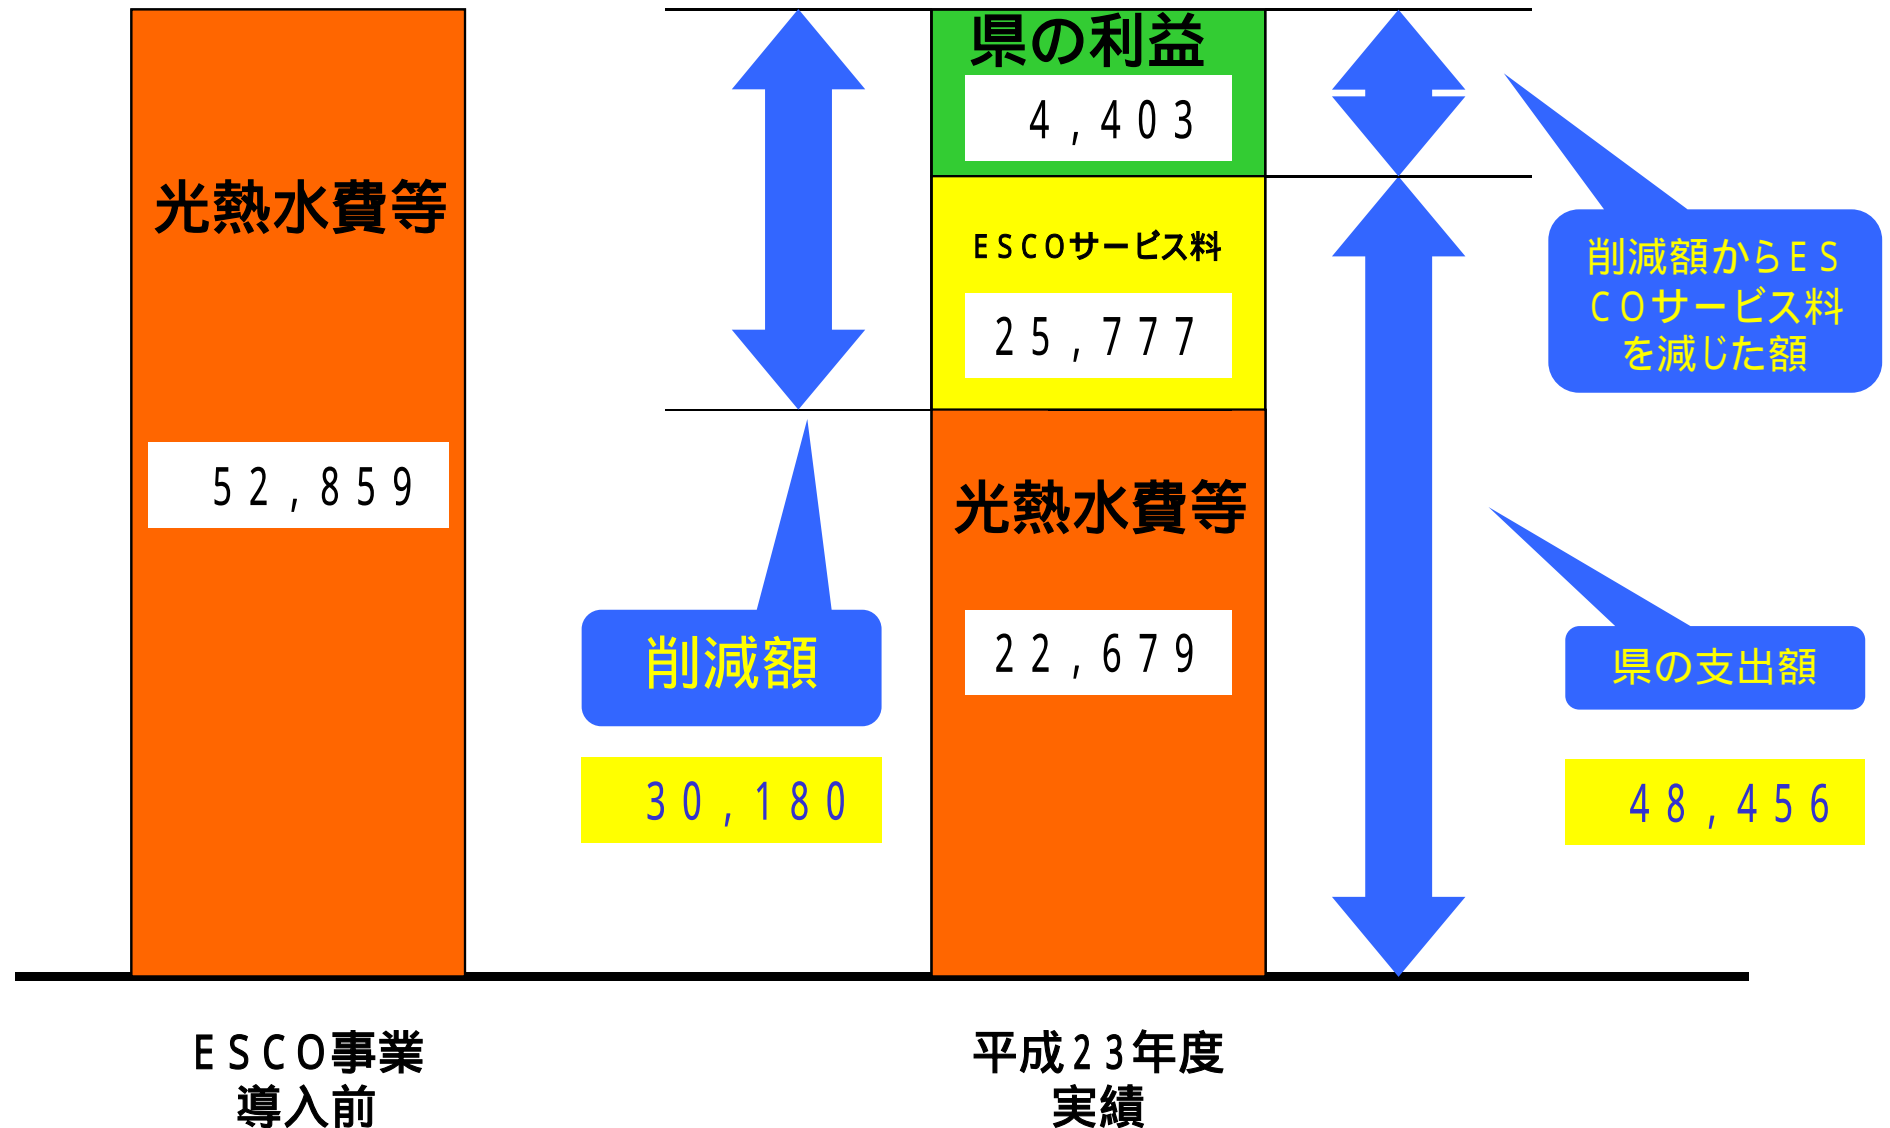 光熱水費等
52,859
ESCO事業
導入前
削減額
30,180
県の利益
4,403
ESCOサービス料
25,777
光熱水費等
22,679
平成23年度
実績
削減額からES
COサービス料
を減じた額
県の支出額
48,456